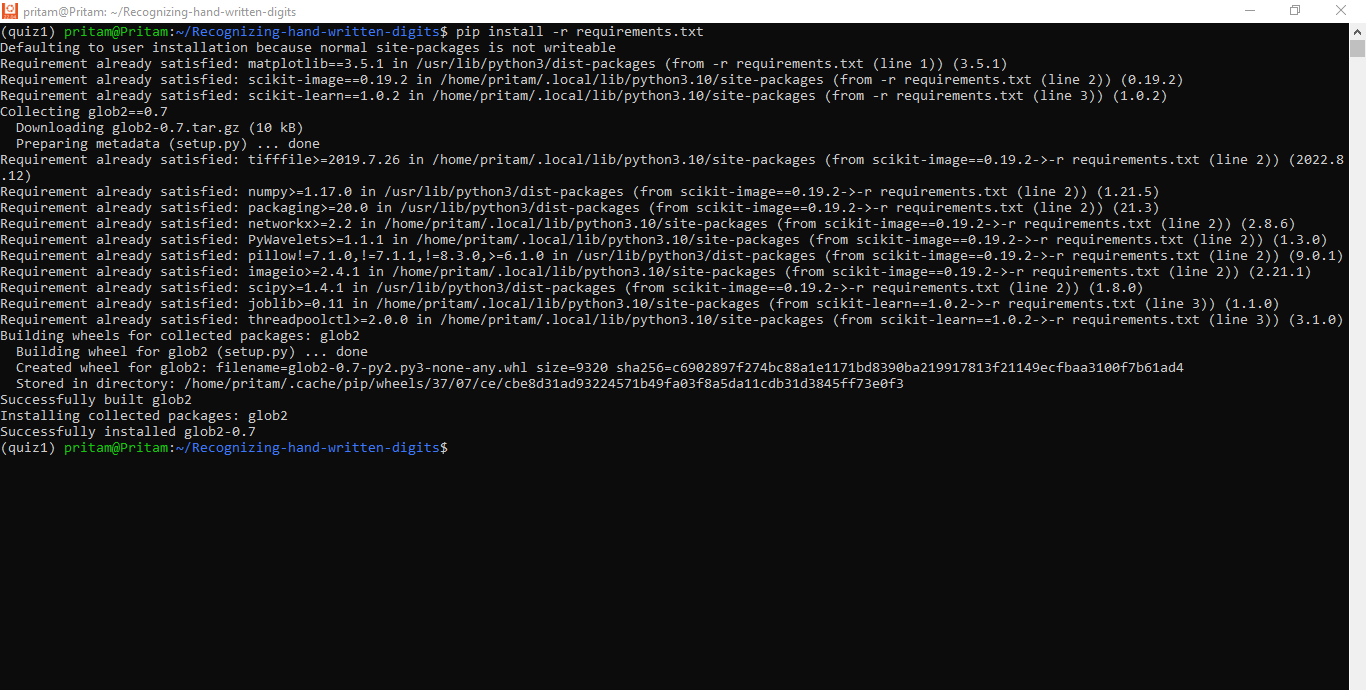 pritam@Pritam: ~/Recognizing-hand-written-digits
(quiz1) pritam@Pritam:~/Recognizing-hand-written-digits$ pip install -r requirements.txt
Defaulting to user installation because normal site-packages is not writeable
Requirement already satisfied: matplotlib==3.5.1 in /usr/lib/python3/dist-packages (from -r requirements.txt (line 1)) (3.5.1)
Requirement already satisfied: scikit-image==0.19.2 in /home/pritam/.local/lib/python3.10/site-packages (from -r requirements.txt (line 2)) (0.19.2)
Requirement already satisfied: scikit-learn==1.0.2 in /home/pritam/.local/lib/python3.10/site-packages (from -r requirements.txt (line 3)) (1.0.2)
Collecting glob2==0.7
  Downloading glob2-0.7.tar.gz (10 kB)
  Preparing metadata (setup.py) ... done
Requirement already satisfied: tifffile>=2019.7.26 in /home/pritam/.local/lib/python3.10/site-packages (from scikit-image==0.19.2->-r requirements.txt (line 2)) (2022.8
.12)
Requirement already satisfied: numpy>=1.17.0 in /usr/lib/python3/dist-packages (from scikit-image==0.19.2->-r requirements.txt (line 2)) (1.21.5)
Requirement already satisfied: packaging>=20.0 in /usr/lib/python3/dist-packages (from scikit-image==0.19.2->-r requirements.txt (line 2)) (21.3)
Requirement already satisfied: networkx>=2.2 in /home/pritam/.local/lib/python3.10/site-packages (from scikit-image==0.19.2->-r requirements.txt (line 2)) (2.8.6)
Requirement already satisfied: PyWavelets>=1.1.1 in /home/pritam/.local/lib/python3.10/site-packages (from scikit-image==0.19.2->-r requirements.txt (line 2)) (1.3.0)
Requirement already satisfied: pillow!=7.1.0,!=7.1.1,!=8.3.0,>=6.1.0 in /usr/lib/python3/dist-packages (from scikit-image==0.19.2->-r requirements.txt (line 2)) (9.0.1)
Requirement already satisfied: imageio>=2.4.1 in /home/pritam/.local/lib/python3.10/site-packages (from scikit-image==0.19.2->-r requirements.txt (line 2)) (2.21.1)
Requirement already satisfied: scipy>=1.4.1 in /usr/lib/python3/dist-packages (from scikit-image==0.19.2->-r requirements.txt (line 2)) (1.8.0)
Requirement already satisfied: joblib>=0.11 in /home/pritam/.local/lib/python3.10/site-packages (from scikit-learn==1.0.2->-r requirements.txt (line 3)) (1.1.0)
Requirement already satisfied: threadpoolctl>=2.0.0 in /home/pritam/.local/lib/python3.10/site-packages (from scikit-learn==1.0.2->-r requirements.txt (line 3)) (3.1.0)
Building wheels for collected packages: glob2
  Building wheel for glob2 (setup.py) ... done
  Created wheel for glob2: filename=glob2-0.7-py2.py3-none-any.whl size=9320 sha256=c6902897f274bc88a1e1171bd8390ba219917813f21149ecfbaa3100f7b61ad4
  Stored in directory: /home/pritam/.cache/pip/wheels/37/07/ce/cbe8d31ad93224571b49fa03f8a5da11cdb31d3845ff73e0f3
Successfully built glob2
Installing collected packages: glob2
Successfully installed glob2-0.7
(quiz1) pritam@Pritam:~/Recognizing-hand-written-digits$